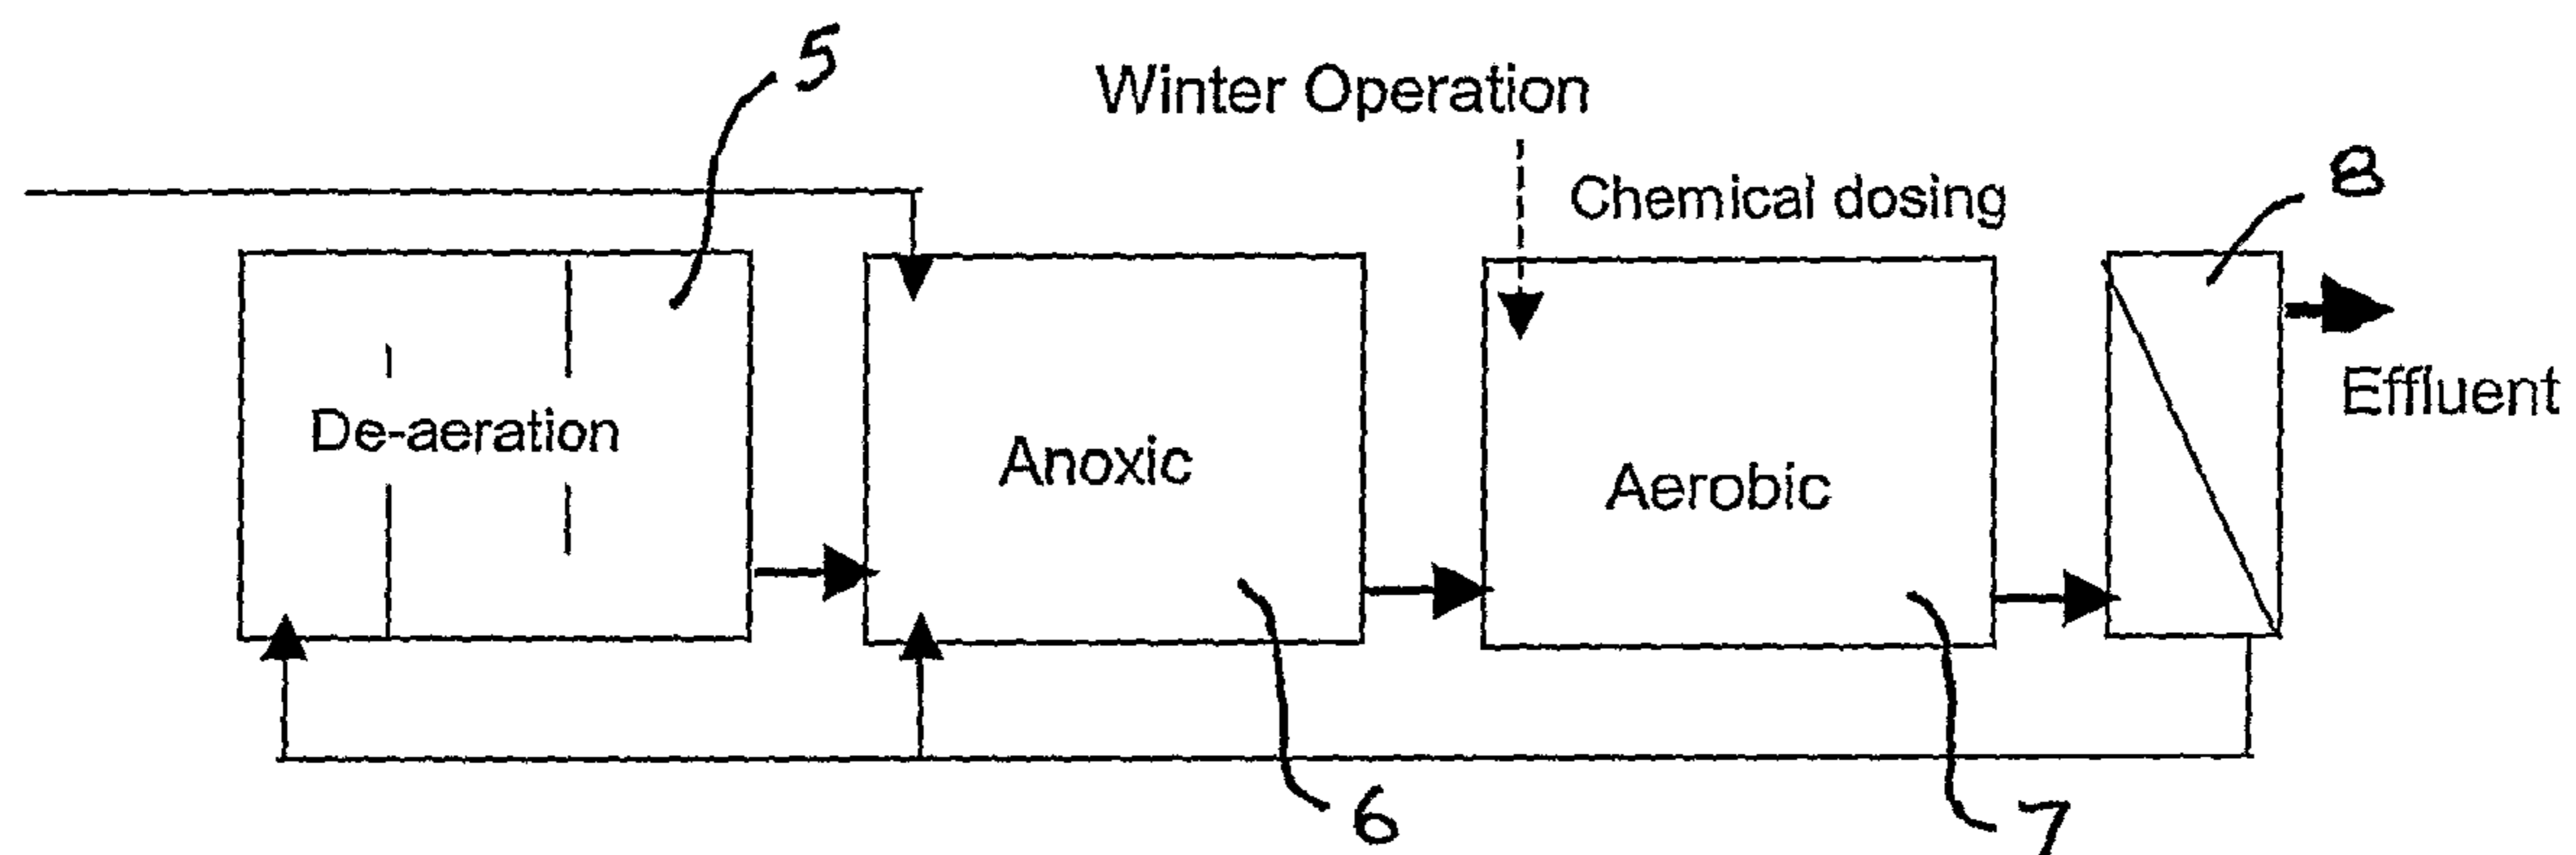 5
Winter Operation
8
Chemical dosing
Effluent
De-aeration
Anoxic
Aerobic
6
7